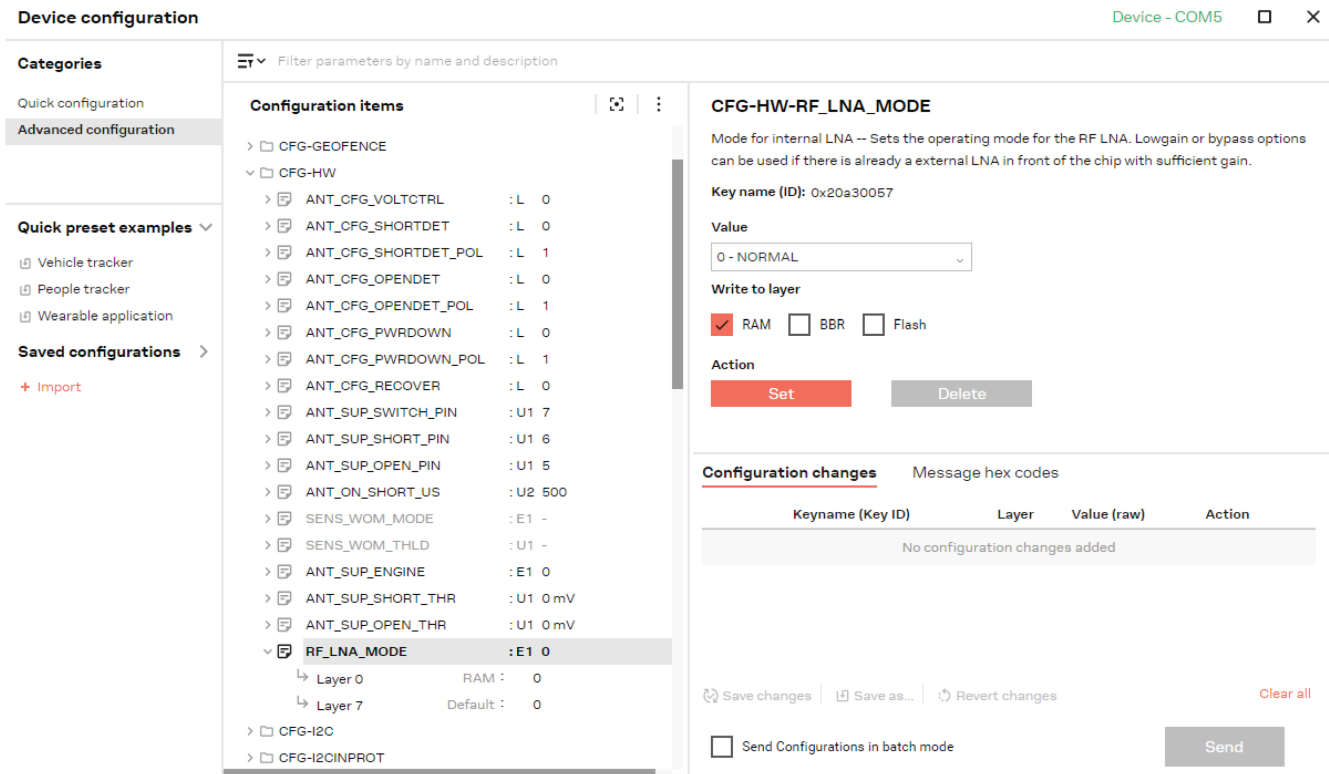 Device configuration
Device - COM5
Categories
Quick configuration
Advanced configuration
Quick preset examples
Vehicle tracker
People tracker
Wearable application
Saved configurations
+ Import
Filter parameters by name and description
Configuration items
CFG-GEOFENCE
CFG-HW
ANT_CFG_VOLTCTRL : L 0
ANT_CFG_SHORTDET : L 0
ANT_CFG_SHORTDET_POL : L 1
ANT_CFG_OPENDET : L 0
ANT_CFG_OPENDET_POL : L 1
ANT_CFG_PWRDOWN : L 0
ANT_CFG_PWRDOWN_POL : L 1
ANT_CFG_RECOVER : L 0
ANT_SUP_SWITCH_PIN : U1 7
ANT_SUP_SHORT_PIN : U1 6
ANT_SUP_OPEN_PIN : U1 5
ANT_ON_SHORT_US : U2 500
SENS_WOM_MODE : E1 -
SENS_WOM_THLD : U1 -
ANT_SUP_ENGINE : E1 0
ANT_SUP_SHORT_THR : U1 0 mV
ANT_SUP_OPEN_THR : U1 0 mV
RF_LNA_MODE : E1 0
Layer 0 RAM : 0
Layer 7 Default : 0
CFG-I2C
CFG-I2CINPROT
CFG-HW-RF_LNA_MODE
Mode for internal LNA -- Sets the operating mode for the RF LNA. Lowgain or bypass options
can be used if there is already a external LNA in front of the chip with sufficient gain.
Key name (ID): 0x20a30057
Value
0 - NORMAL
Write to layer
RAM BBR Flash
Action
Set Delete
Configuration changes Message hex codes
Keyname (Key ID) Layer Value (raw) Action
No configuration changes added
Save changes Save as... Revert changes Clear all
Send Configurations in batch mode
Send